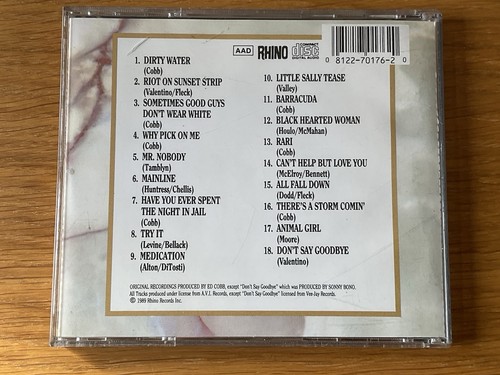 AAD RHINO COMPACT disc DIGITAL AUDIO
0 8122-70176-2 0
1. DIRTY WATER
(Cobb)
2. RIOT ON SUNSET STRIP
(Valentino/Fleck)
3. SOMETIMES GOOD GUYS
DON'T WEAR WHITE
(Cobb)
4. WHY PICK ON ME
(Cobb)
5. MR. NOBODY
(Tamblyn)
6. MAINLINE
(Huntress/Chellis)
7. HAVE YOU EVER SPENT
THE NIGHT IN JAIL
(Cobb)
8. TRY IT
(Levine/Bellack)
9. MEDICATION
(Alton/DiTosti)
10. LITTLE SALLY TEASE
(Valley)
11. BARRACUDA
(Cobb)
12. BLACK HEARTED WOMAN
(Houlo/McMahan)
13. RARI
(Cobb)
14. CAN'T HELP BUT LOVE YOU
(McElroy/Bennett)
15. ALL FALL DOWN
(Dodd/Fleck)
16. THERE'S A STORM COMIN'
(Cobb)
17. ANIMAL GIRL
(Moore)
18. DON'T SAY GOODBYE
(Valentino)
ORIGINAL RECORDINGS PRODUCED BY ED COBB, except "Don't Say Goodbye" which was PRODUCED BY SONNY BONO.
All Tracks produced under license from A.V.I. Records, except "Don't Say Goodbye" licensed from Vee-Jay Records.
© 1989 Rhino Records Inc.